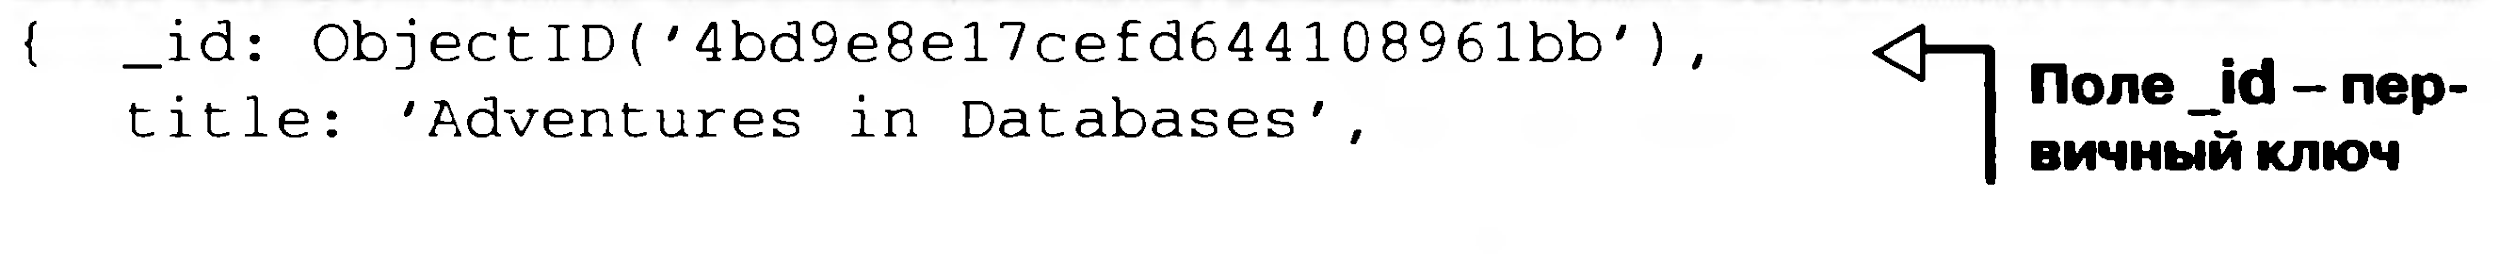 { _id: ObjectID('4bd9e8e17cefd644108961bb'),
title: 'Adventures in Databases',
Поле _id – пер-
вичный ключ